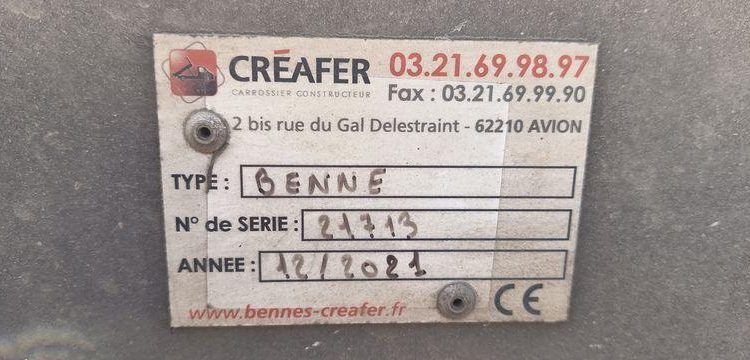 CRÉAFER 03.21.69.98.97
CARROSSIER CONSTRUCTEUR Fax : 03.21.69.99.90
2 bis rue du Gal Delestraint - 62210 AVION
TYPE : BENNE
N° de SERIE : 21713
ANNEE : 12/2021
www.bennes-creafer.fr CE